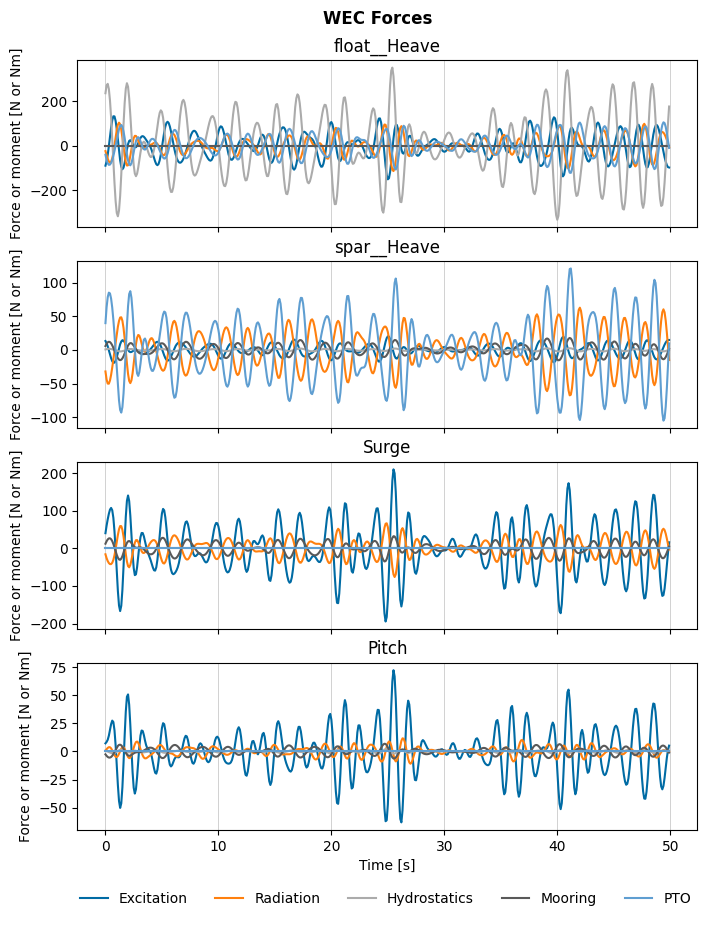 WEC Forces
float__Heave
Force or moment [N or Nm]
200
0
−200
spar__Heave
Force or moment [N or Nm]
100
50
0
−50
−100
Surge
Force or moment [N or Nm]
200
100
0
−100
−200
Pitch
Force or moment [N or Nm]
75
50
25
0
−25
−50
0 10 20 30 40 50
Time [s]
Excitation Radiation Hydrostatics Mooring PTO